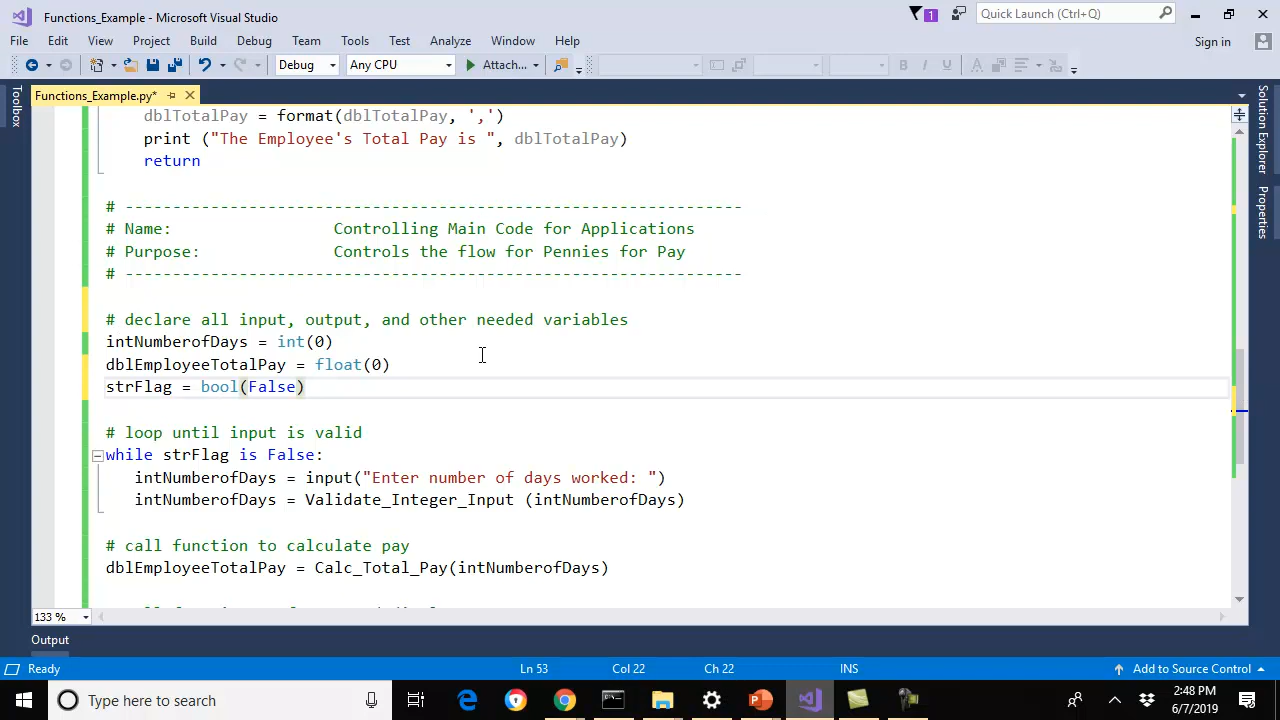 Functions_Example - Microsoft Visual Studio
1
Quick Launch (Ctrl+Q)
File Edit View Project Build Debug Team Tools Test Analyze Window Help
Sign in
Debug Any CPU Attach...
Functions_Example.py*
Toolbox
Solution Explorer
Properties
dblTotalPay = format(dblTotalPay, ',')
print ("The Employee's Total Pay is ", dblTotalPay)
return
# -----------------------------------------------------------------
# Name: Controlling Main Code for Applications
# Purpose: Controls the flow for Pennies for Pay
# -----------------------------------------------------------------
# declare all input, output, and other needed variables
intNumberofDays = int(0)
dblEmployeeTotalPay = float(0)
strFlag = bool(False)
# loop until input is valid
while strFlag is False:
intNumberofDays = input("Enter number of days worked: ")
intNumberofDays = Validate_Integer_Input (intNumberofDays)
# call function to calculate pay
dblEmployeeTotalPay = Calc_Total_Pay(intNumberofDays)
133 %
Output
Ready Ln 53 Col 22 Ch 22 INS Add to Source Control
Type here to search
2:48 PM
6/7/2019